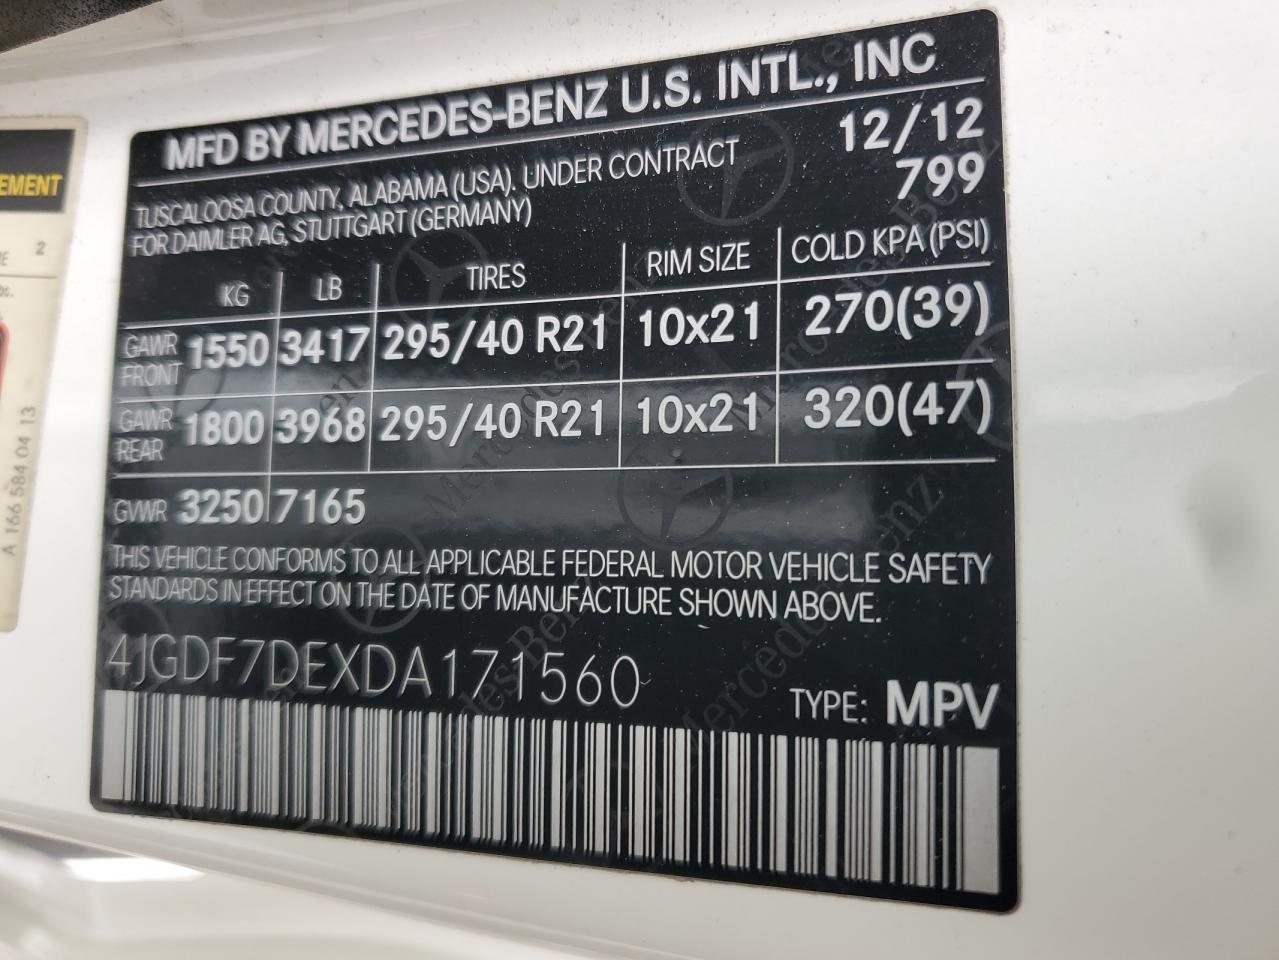 EMENT
2
A 166 584 04 13
MFD BY MERCEDES-BENZ U.S. INTL., INC
TUSCALOOSA COUNTY, ALABAMA (USA). UNDER CONTRACT 12/12
FOR DAIMLER AG, STUTTGART (GERMANY) 799
KG LB TIRES RIM SIZE COLD KPA (PSI)
GAWR FRONT 1550 3417 295/40 R21 10x21 270(39)
GAWR REAR 1800 3968 295/40 R21 10x21 320(47)
GVWR 3250 7165
THIS VEHICLE CONFORMS TO ALL APPLICABLE FEDERAL MOTOR VEHICLE SAFETY
STANDARDS IN EFFECT ON THE DATE OF MANUFACTURE SHOWN ABOVE.
4JGDF7DEXDA171560
TYPE: MPV